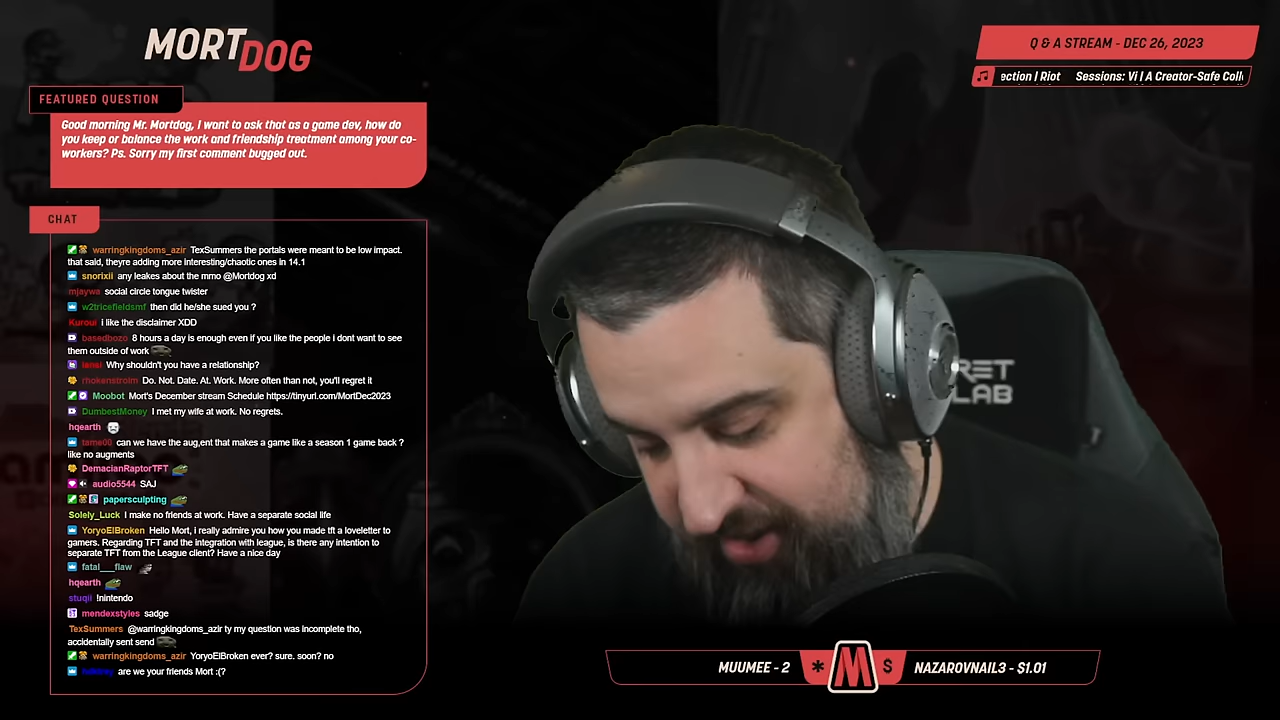 MORTDOG
Q & A STREAM - DEC 26, 2023
ection | Riot Sessions: Vi | A Creator-Safe Coll
FEATURED QUESTION
Good morning Mr. Mortdog, I want to ask that as a game dev, how do
you keep or balance the work and friendship treatment among your co-
workers? Ps. Sorry my first comment bugged out.
CHAT
warringkingdoms_azir TexSummers the portals were meant to be low impact.
that said, theyre adding more interesting/chaotic ones in 14.1
snorixii any leakes about the mmo @Mortdog xd
mjaywa social circle tongue twister
w2tricefieldsmf then did he/she sued you ?
Kuroui i like the disclaimer XDD
basedbozo 8 hours a day is enough even if you like the people i dont want to see
them outside of work
Why shouldn't you have a relationship?
rhokenstrolm Do. Not. Date. At. Work. More often than not, you'll regret it
Moobot Mort's December stream Schedule https://tinyurl.com/MortDec2023
DumbestMoney I met my wife at work. No regrets.
hqearth
tame00 can we have the aug,ent that makes a game like a season 1 game back ?
like no augments
DemacianRaptorTFT
audio5544 SAJ
papersculpting
Solely_Luck I make no friends at work. Have a separate social life
YoryoElBroken Hello Mort, i really admire you how you made tft a loveletter to
gamers. Regarding TFT and the integration with league, is there any intention to
separate TFT from the League client? Have a nice day
fatal___flaw
hqearth
stuqii !nintendo
mendexstyles sadge
TexSummers @warringkingdoms_azir ty my question was incomplete tho,
accidentally sent send
warringkingdoms_azir YoryoElBroken ever? sure. soon? no
are we your friends Mort :(?
RET
LAB
MUUMEE - 2 * M $ NAZAROVNAIL3 - $1.01